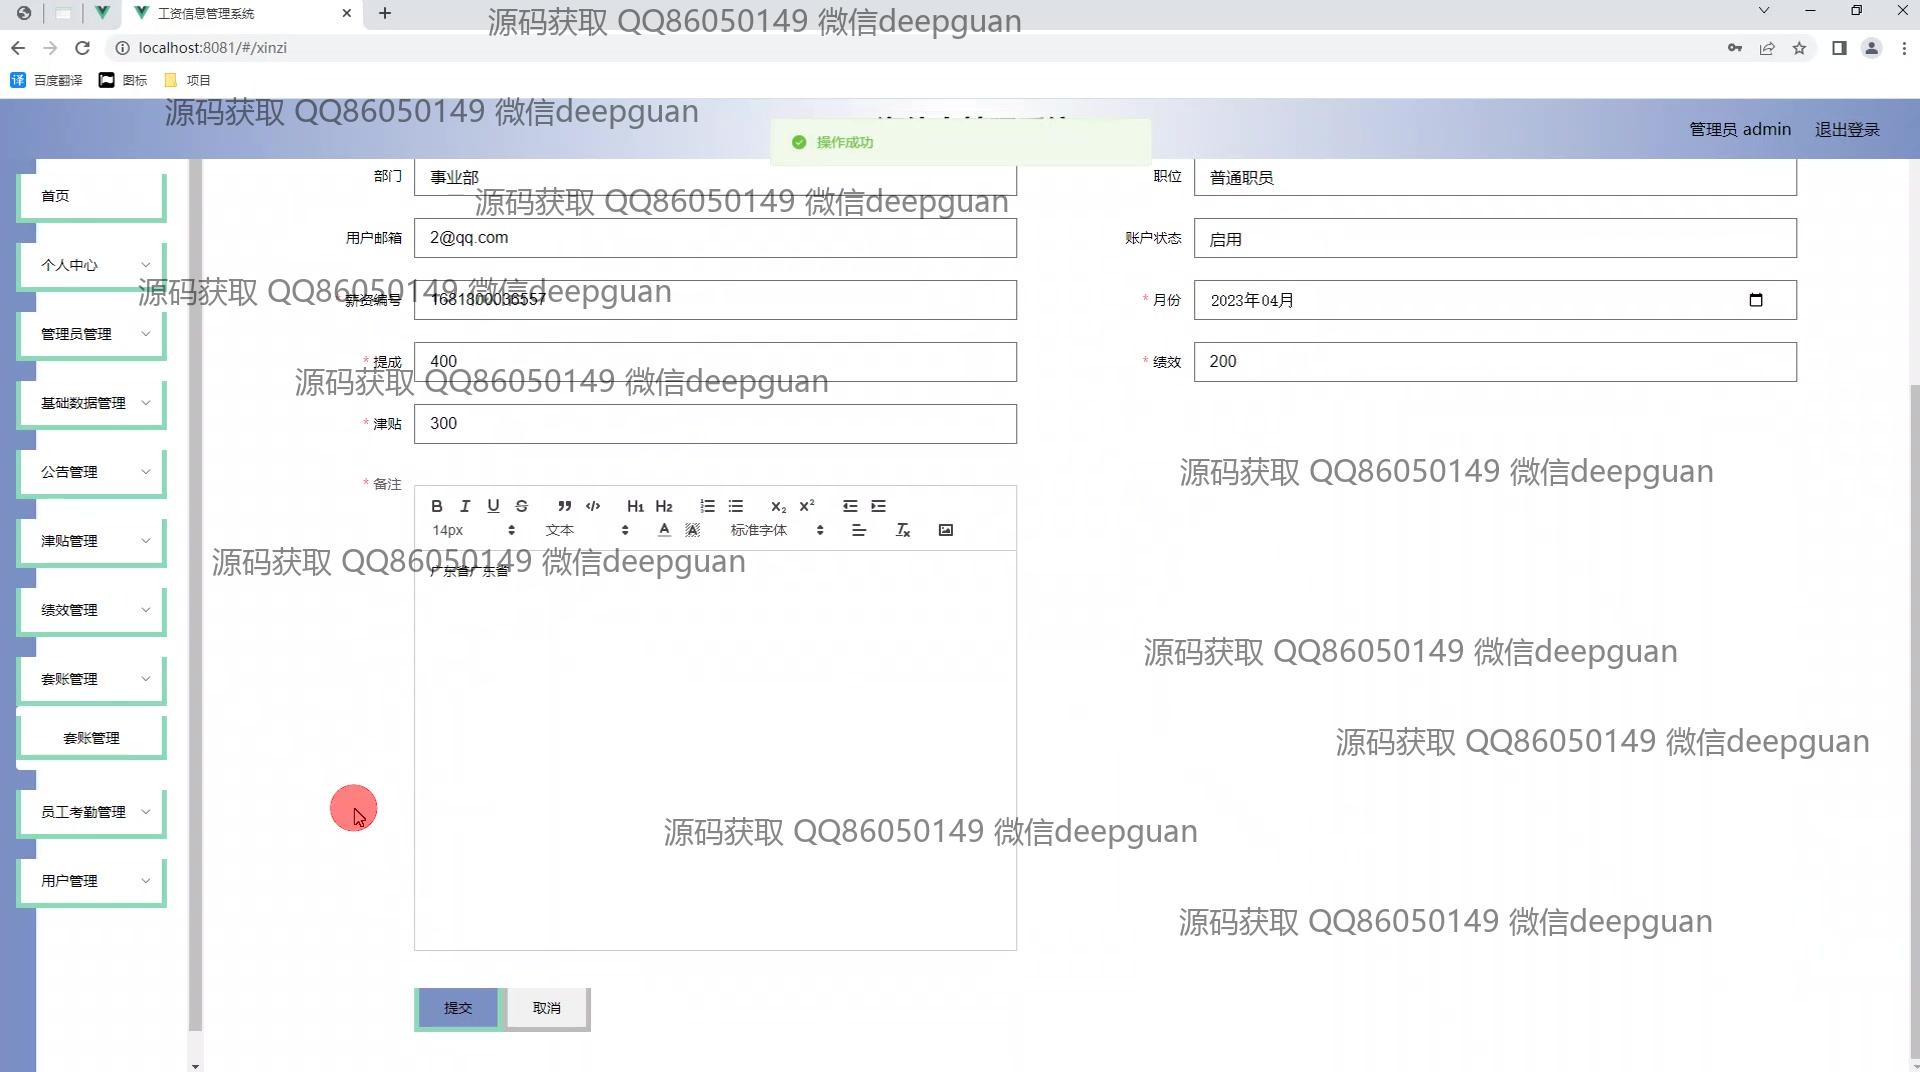 工资信息管理系统
源码获取 QQ86050149 微信deepguan
localhost:8081/#/xinzi
百度翻译 图标 项目
源码获取 QQ86050149 微信deepguan
管理员 admin 退出登录
操作成功
首页
部门 事业部 职位 普通职员
源码获取 QQ86050149 微信deepguan
用户邮箱 2@qq.com 账户状态 启用
个人中心
源码获取 QQ86050149 微信deepguan
薪资编号 1681800036557 * 月份 2023年04月
管理员管理
* 提成 400 * 绩效 200
源码获取 QQ86050149 微信deepguan
基础数据管理
* 津贴 300
公告管理
源码获取 QQ86050149 微信deepguan
* 备注
B I U S H1 H2 X2 X2
14px 文本 A A 标准字体 Tx
津贴管理
源码获取 QQ86050149 微信deepguan
广东省广东省
绩效管理
源码获取 QQ86050149 微信deepguan
套账管理
套账管理
源码获取 QQ86050149 微信deepguan
员工考勤管理
源码获取 QQ86050149 微信deepguan
用户管理
源码获取 QQ86050149 微信deepguan
提交 取消